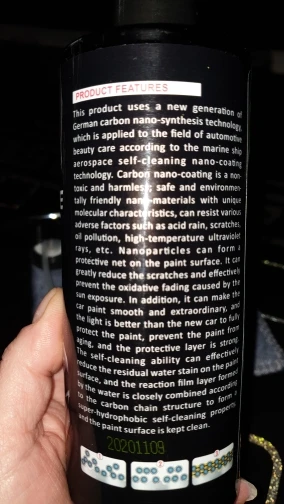 PRODUCT FEATURES
This product uses a new generation of
German carbon nano-synthesis technology,
which is applied to the field of automotive
beauty care according to the marine ship
aerospace self-cleaning nano-coating
technology. Carbon nano-coating is a non-
toxic and harmless; safe and environmen-
tally friendly nano-materials with unique
molecular characteristics, can resist various
adverse factors such as acid rain, scratches,
oil pollution, high-temperature ultraviolet
rays, etc. Nanoparticles can form a
protective net on the paint surface. It can
greatly reduce the scratches and effectively
prevent the oxidative fading caused by the
sun exposure. In addition, it can make the
car paint smooth and extraordinary, and
the light is better than the new car to fully
protect the paint, prevent the paint from
aging, and the protective layer is strong.
The self-cleaning ability can effectively
reduce the residual water stain on the paint
surface, and the reaction film layer formed
by the water is closely combined according
to the carbon chain structure to form a
super-hydrophobic self-cleaning property,
and the paint surface is kept clean.
20201109
1 2 3